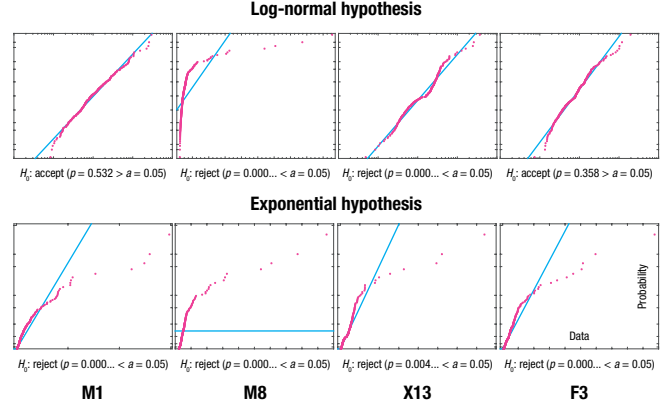 Log-normal hypothesis
H0: accept (p = 0.532 > a = 0.05) H0: reject (p = 0.000... < a = 0.05) H0: reject (p = 0.000... < a = 0.05) H0: accept (p = 0.358 > a = 0.05)
Exponential hypothesis
Probability
Data
H0: reject (p = 0.000... < a = 0.05) H0: reject (p = 0.000... < a = 0.05) H0: reject (p = 0.004... < a = 0.05) H0: reject (p = 0.000... < a = 0.05)
M1 M8 X13 F3